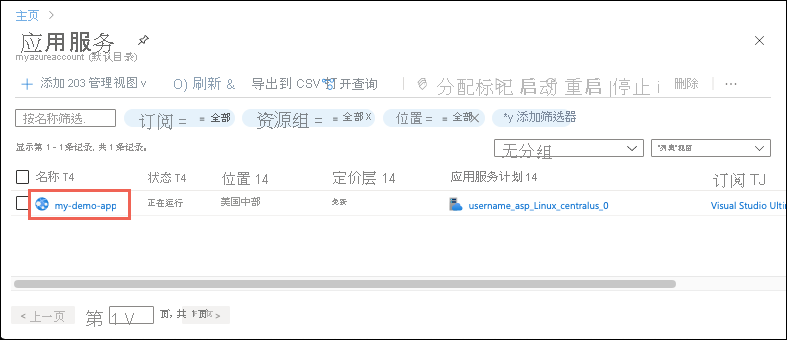 主页 >
应用服务
myazureaccount (默认目录)
+ 添加 203 管理视图 v O) 刷新 & 导出到 CSV 打开查询 分配标记 启动 重启 |停止 i 删除 ...
按名称筛选. 订阅 = = 全部 资源组 = = 全部 X 位置 = = 全部X *y 添加筛选器
显示第 1 - 1条记录, 共 1 条记录。 无分组 "列表"视图
名称 T4 状态 T4 位置 14 定价层 14 应用服务计划 14 订阅 TJ
my-demo-app 正在运行 美国中部 免费 username_asp_Linux_centralus_0 Visual Studio Ulti
< 上一页 第 1 V 页, 共 1 页 >